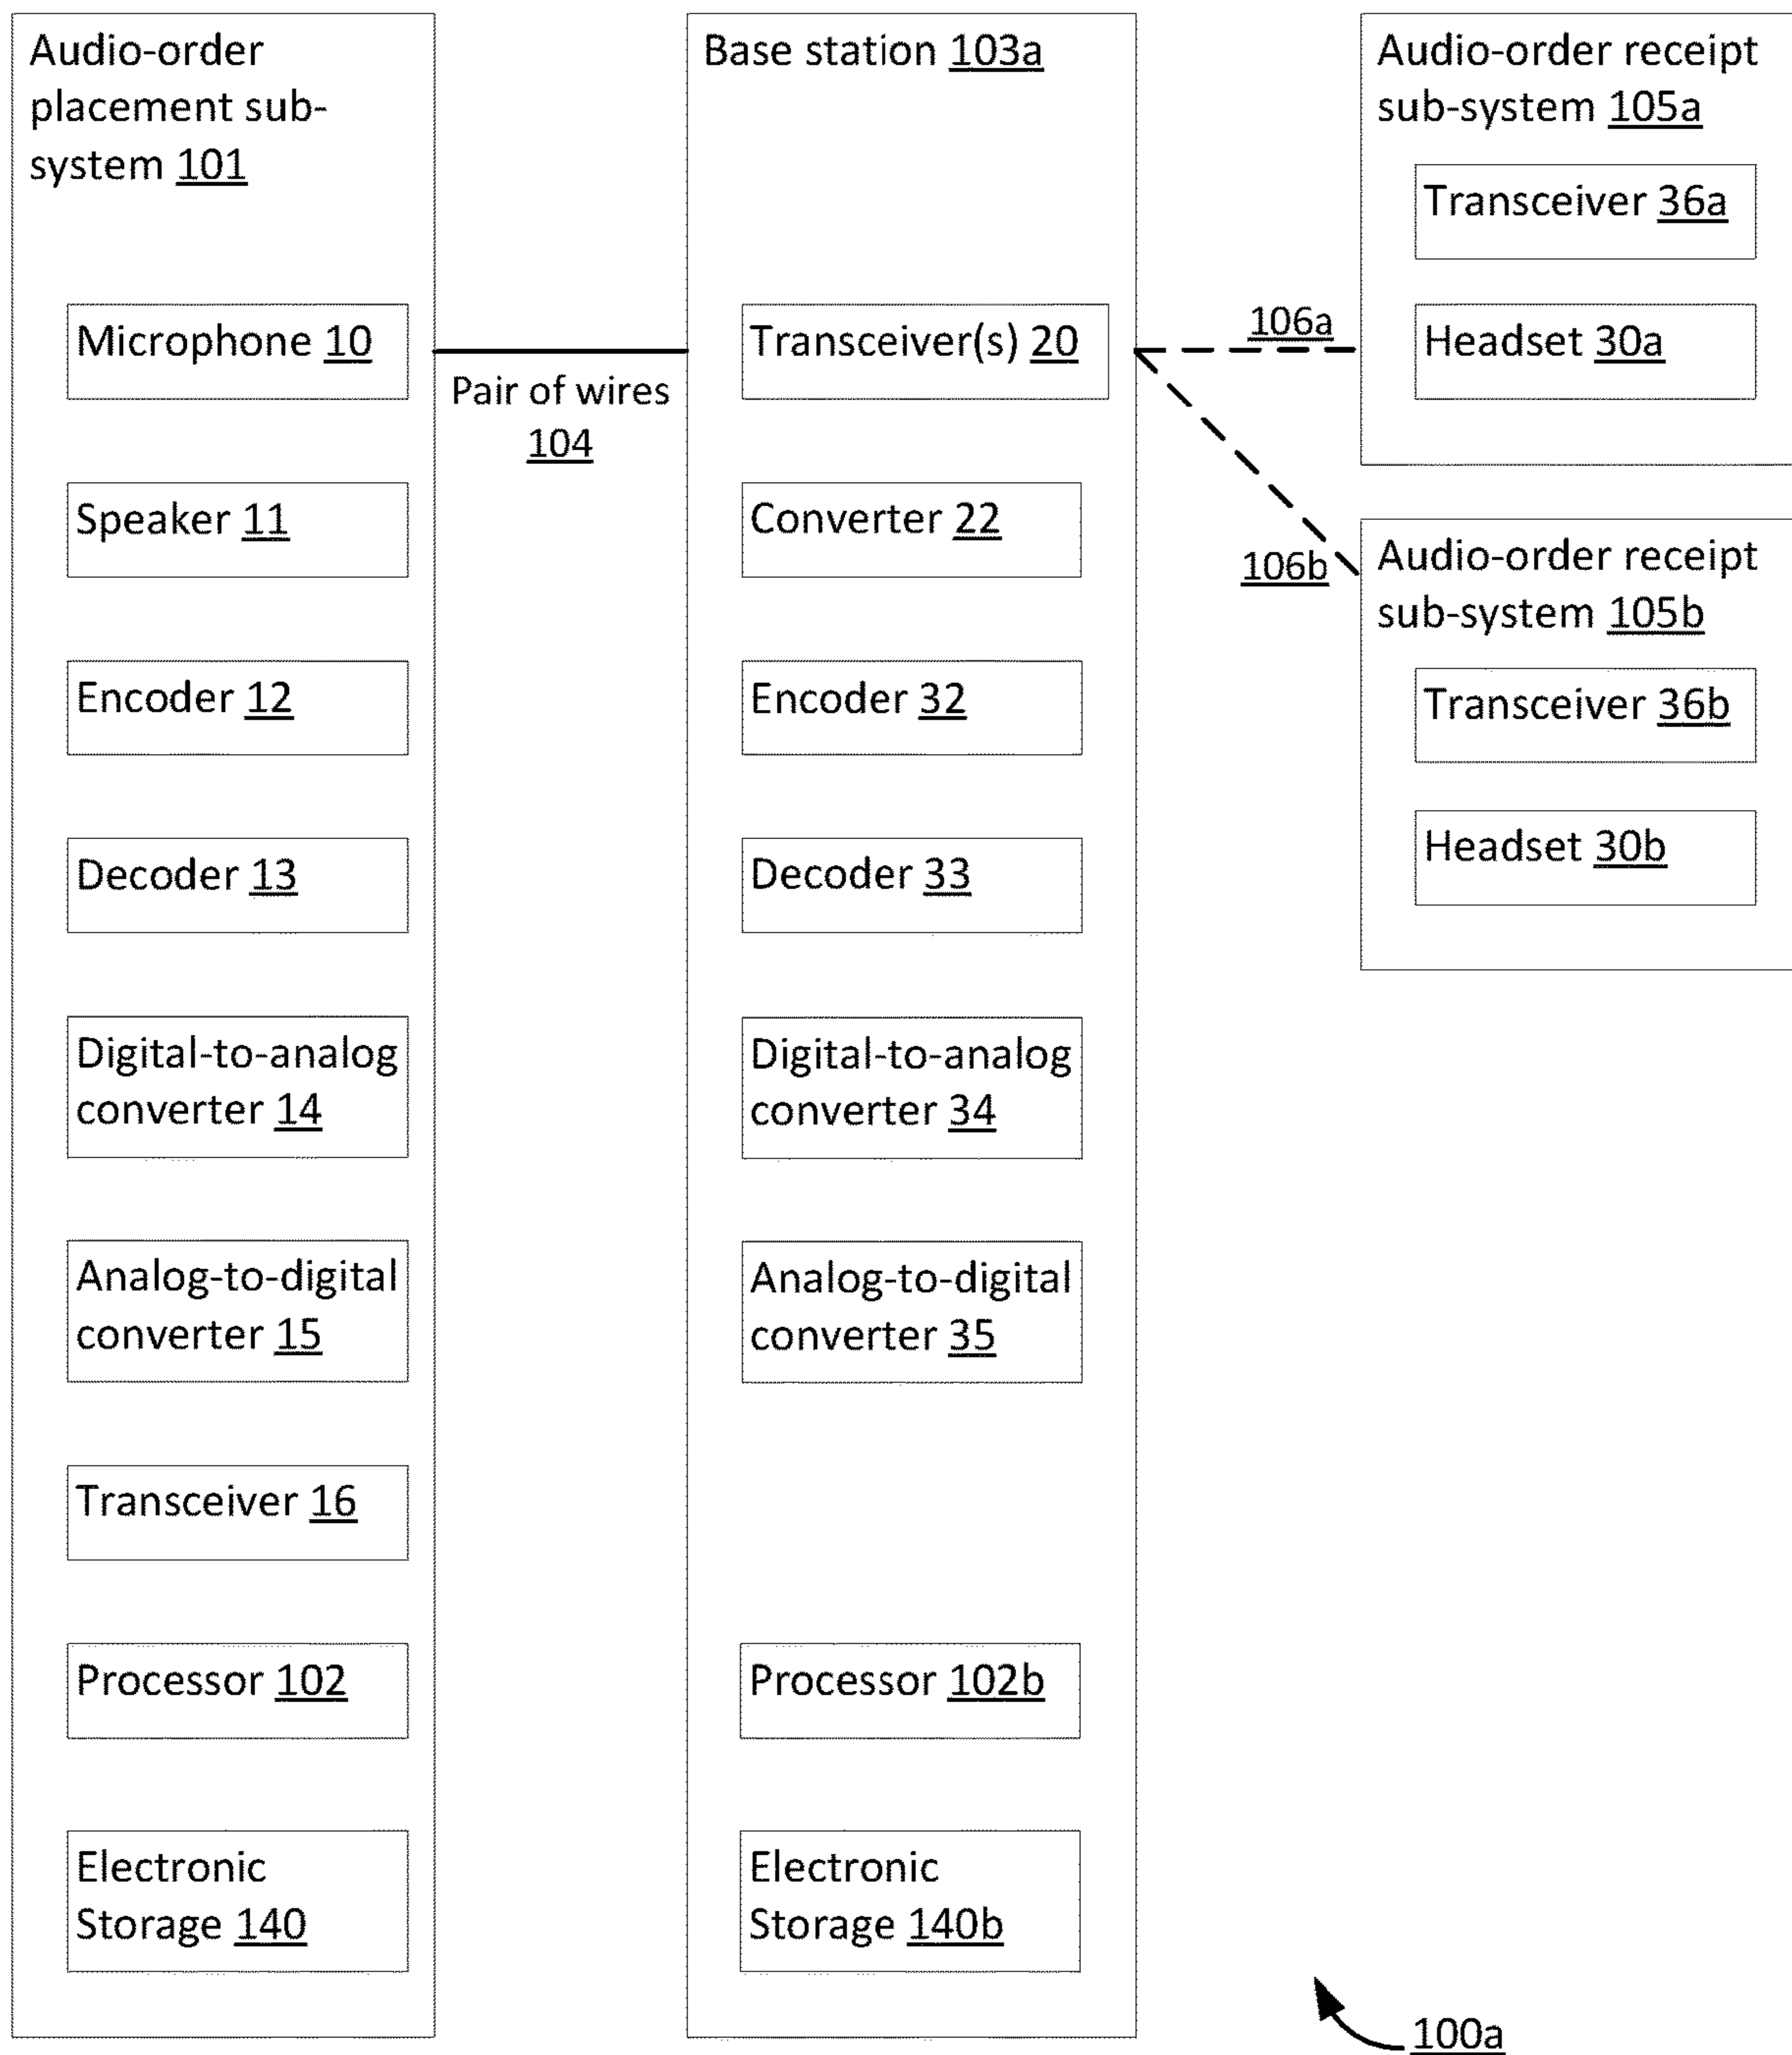 Audio-order
placement sub-
system 101
Microphone 10
Speaker 11
Encoder 12
Decoder 13
Digital-to-analog
converter 14
Analog-to-digital
converter 15
Transceiver 16
Processor 102
Electronic
Storage 140
Pair of wires
104
Base station 103a
Transceiver(s) 20
Converter 22
Encoder 32
Decoder 33
Digital-to-analog
converter 34
Analog-to-digital
converter 35
Processor 102b
Electronic
Storage 140b
106a
106b
Audio-order receipt
sub-system 105a
Transceiver 36a
Headset 30a
Audio-order receipt
sub-system 105b
Transceiver 36b
Headset 30b
100a